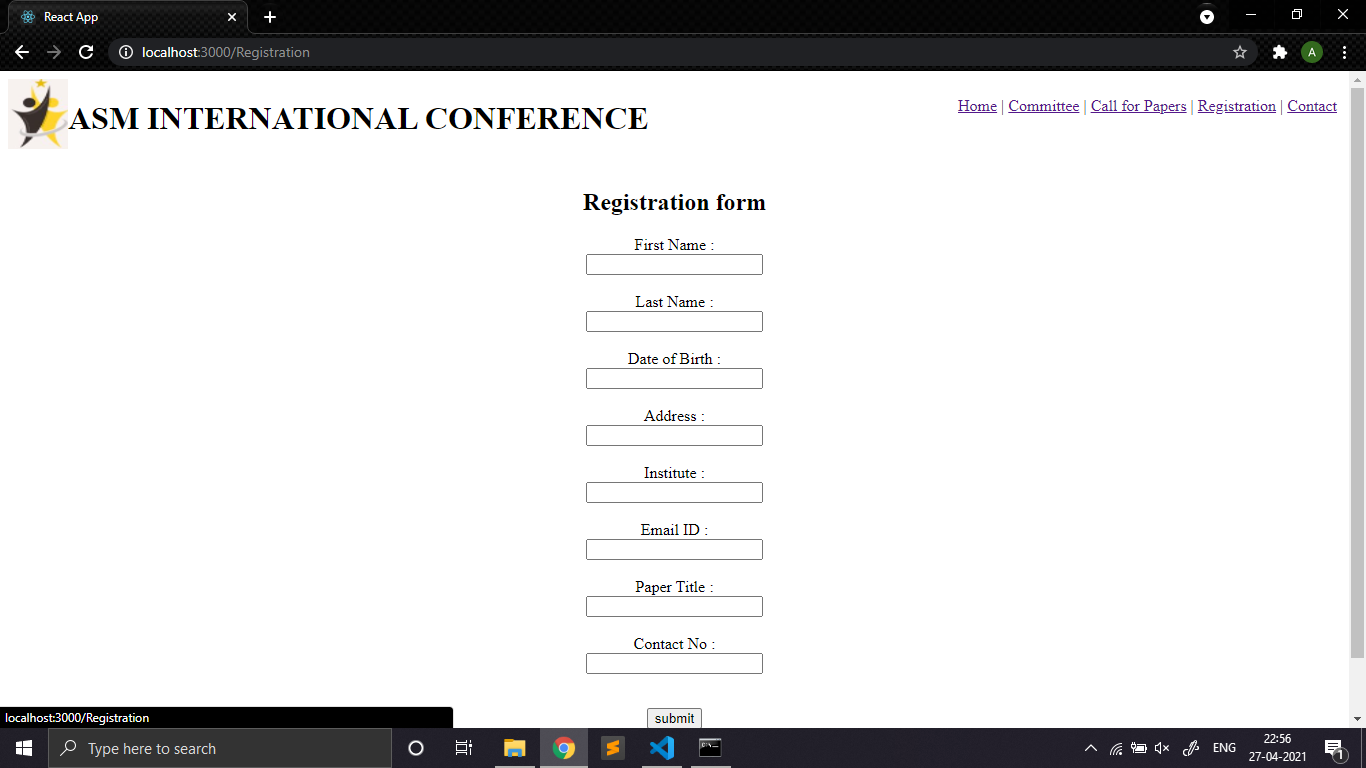 React App
localhost:3000/Registration
A
ASM INTERNATIONAL CONFERENCE
Home | Committee | Call for Papers | Registration | Contact
Registration form
First Name :
Last Name :
Date of Birth :
Address :
Institute :
Email ID :
Paper Title :
Contact No :
submit
localhost:3000/Registration
Type here to search
ENG
22:56
27-04-2021
1